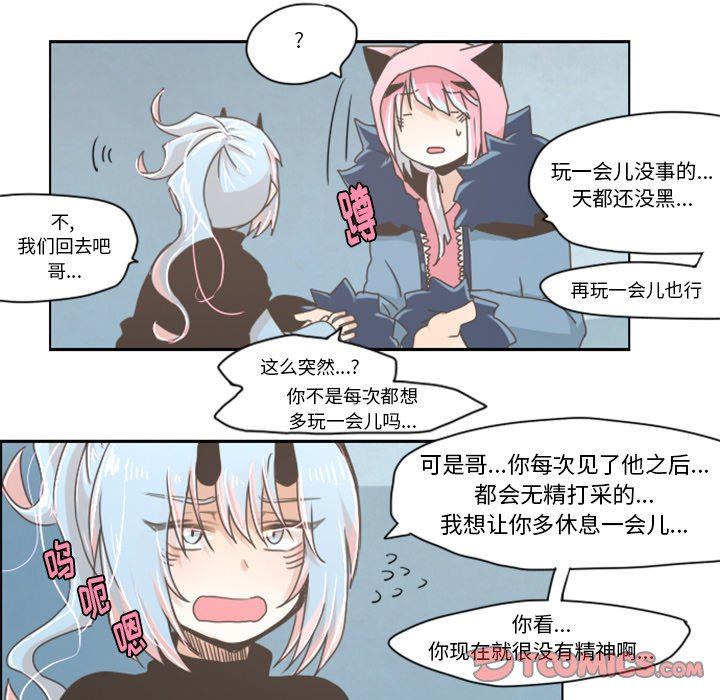 ?
玩一会儿没事的...
天都还没黑...
不,
我们回去吧
哥...
再玩一会儿也行
这么突然...?
你不是每次都想
多玩一会儿吗...
可是哥...你每次见了他之后...
都会无精打采的...
我想让你多休息一会儿...
呜
呃
嗯
你看...
你现在就很没有精神啊...
TOOMICS.COM